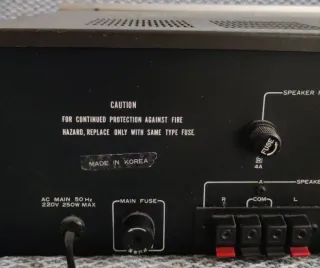 CAUTION
FOR CONTINUED PROTECTION AGAINST FIRE
HAZARD, REPLACE ONLY WITH SAME TYPE FUSE.
MADE IN KOREA
SPEAKER
FUSE
4A
AC MAIN 50 Hz
220V 250W MAX
MAIN FUSE
A
SPEAKE
R
COM
L